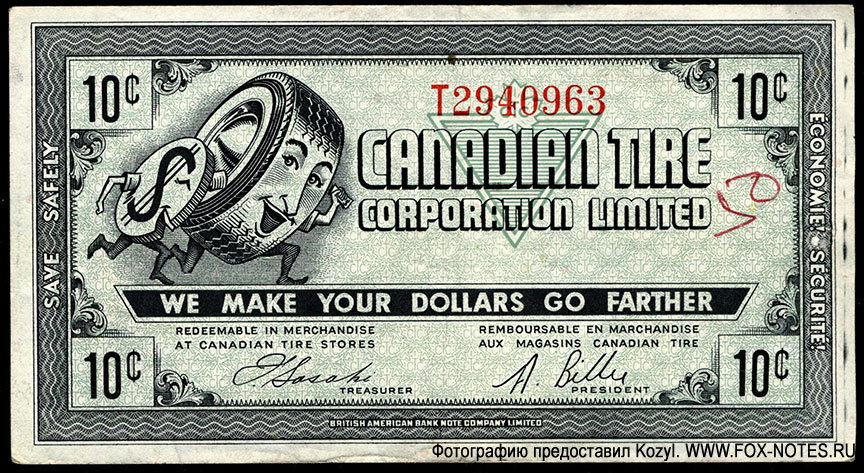 10¢
10¢
T2940963
CANADIAN TIRE
CORPORATION LIMITED
SAVE SAFELY
ÉCONOMIE SÉCURITÉ
$
WE MAKE YOUR DOLLARS GO FARTHER
REDEEMABLE IN MERCHANDISE
AT CANADIAN TIRE STORES
REMBOURSABLE EN MARCHANDISE
AUX MAGASINS CANADIAN TIRE
10¢
10¢
TREASURER
PRESIDENT
BRITISH AMERICAN BANK NOTE COMPANY LIMITED
Фотографию предоставил Kozyl. WWW.FOX-NOTES.RU